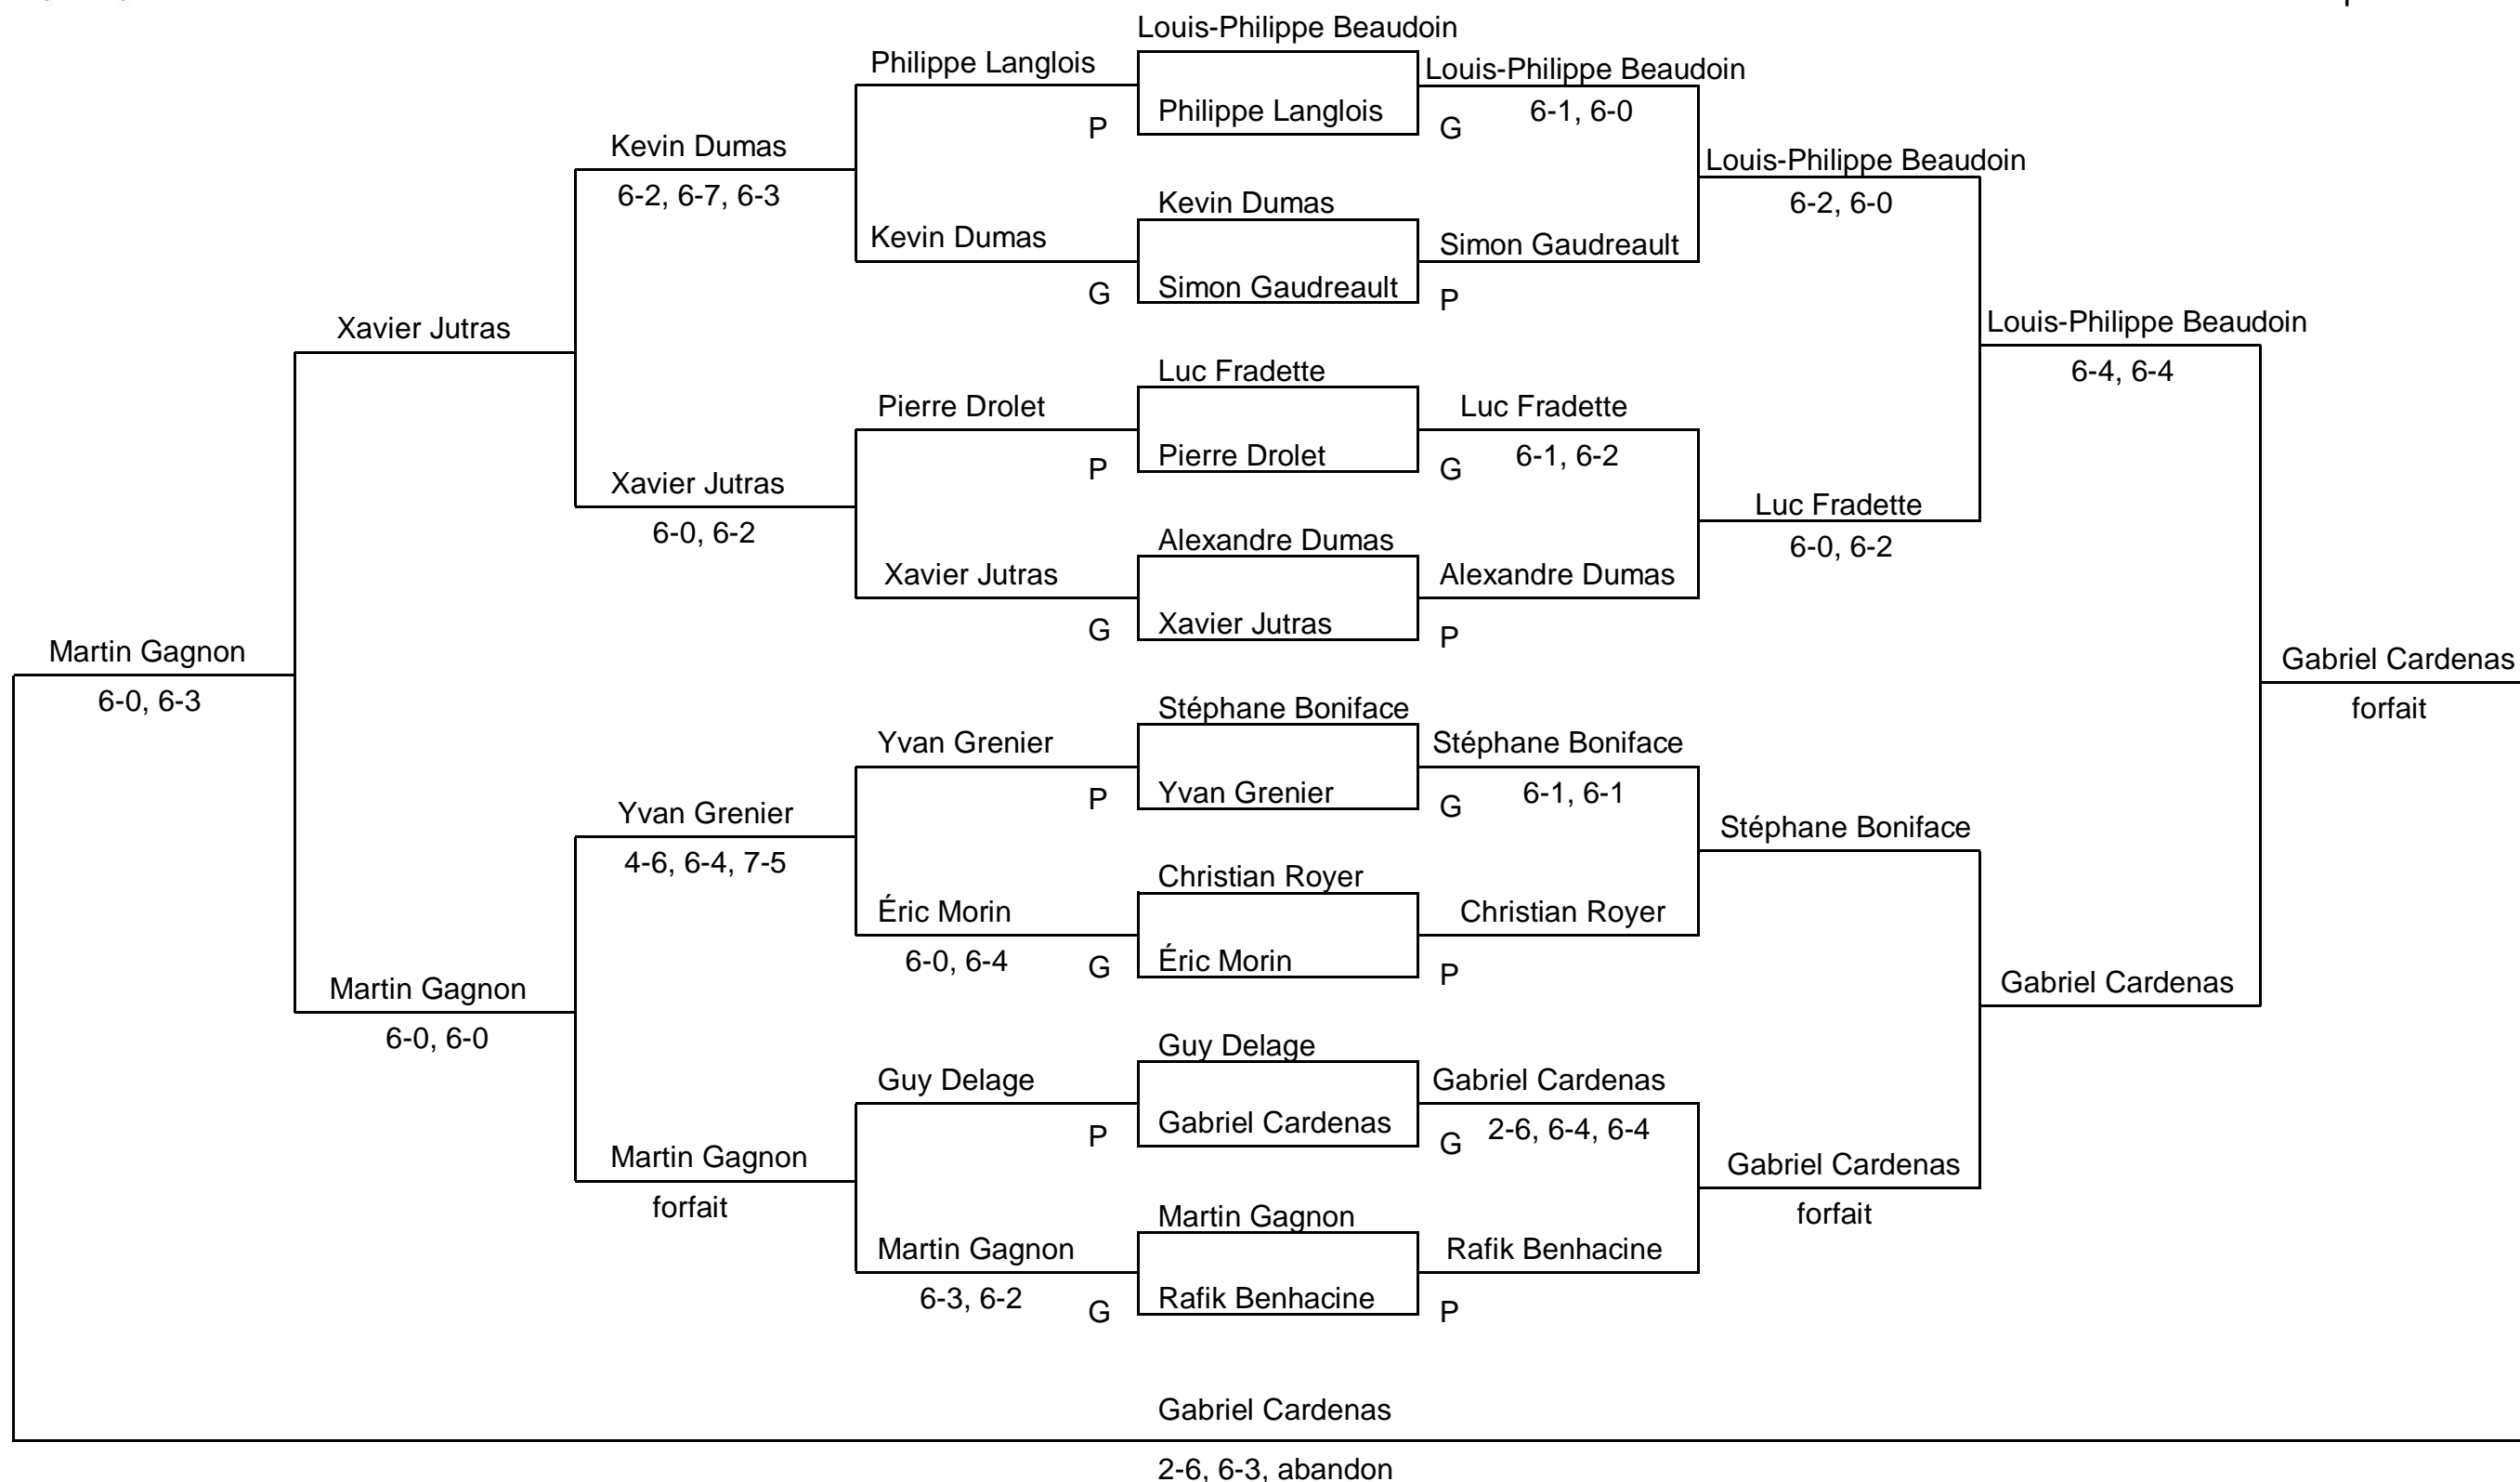 Louis-Philippe Beaudoin
Philippe Langlois
Louis-Philippe Beaudoin
Philippe Langlois
6-1, 6-0
P
G
Kevin Dumas
Louis-Philippe Beaudoin
6-2, 6-7, 6-3
Kevin Dumas
6-2, 6-0
Kevin Dumas
Simon Gaudreault
Simon Gaudreault
G
P
Xavier Jutras
Louis-Philippe Beaudoin
Luc Fradette
6-4, 6-4
Pierre Drolet
Luc Fradette
Pierre Drolet
6-1, 6-2
P
G
Xavier Jutras
Luc Fradette
6-0, 6-2
Alexandre Dumas
6-0, 6-2
Xavier Jutras
Alexandre Dumas
Xavier Jutras
G
P
Martin Gagnon
Gabriel Cardenas
6-0, 6-3
forfait
Stéphane Boniface
Yvan Grenier
Stéphane Boniface
Yvan Grenier
6-1, 6-1
P
G
Yvan Grenier
Stéphane Boniface
4-6, 6-4, 7-5
Christian Royer
Éric Morin
Christian Royer
6-0, 6-4
G
Éric Morin
P
Martin Gagnon
Gabriel Cardenas
6-0, 6-0
Guy Delage
Guy Delage
Gabriel Cardenas
Gabriel Cardenas
2-6, 6-4, 6-4
P
G
Martin Gagnon
Gabriel Cardenas
forfait
forfait
Martin Gagnon
Martin Gagnon
Rafik Benhacine
6-3, 6-2
Rafik Benhacine
G
P
Gabriel Cardenas
2-6, 6-3, abandon